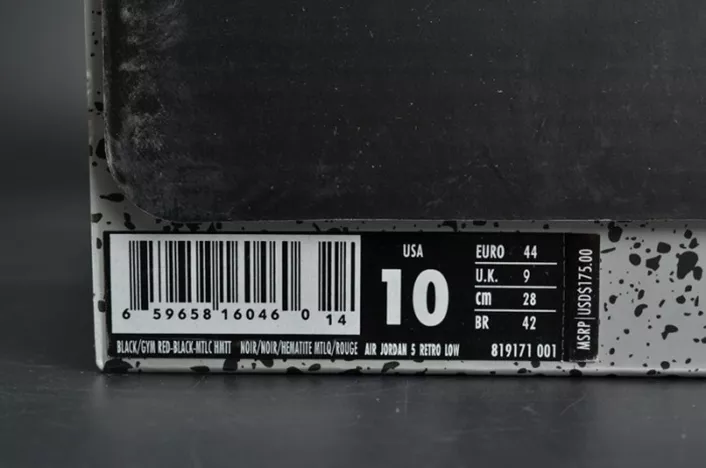 6 59658 16046 0 14
USA
10
EURO 44
U.K. 9
cm 28
BR 42
MSRP|USD$175.00
BLACK/GYM RED-BLACK-MTLC HMTT NOIR/NOIR/HEMATITE MTLQ/ROUGE AIR JORDAN 5 RETRO LOW 819171 001